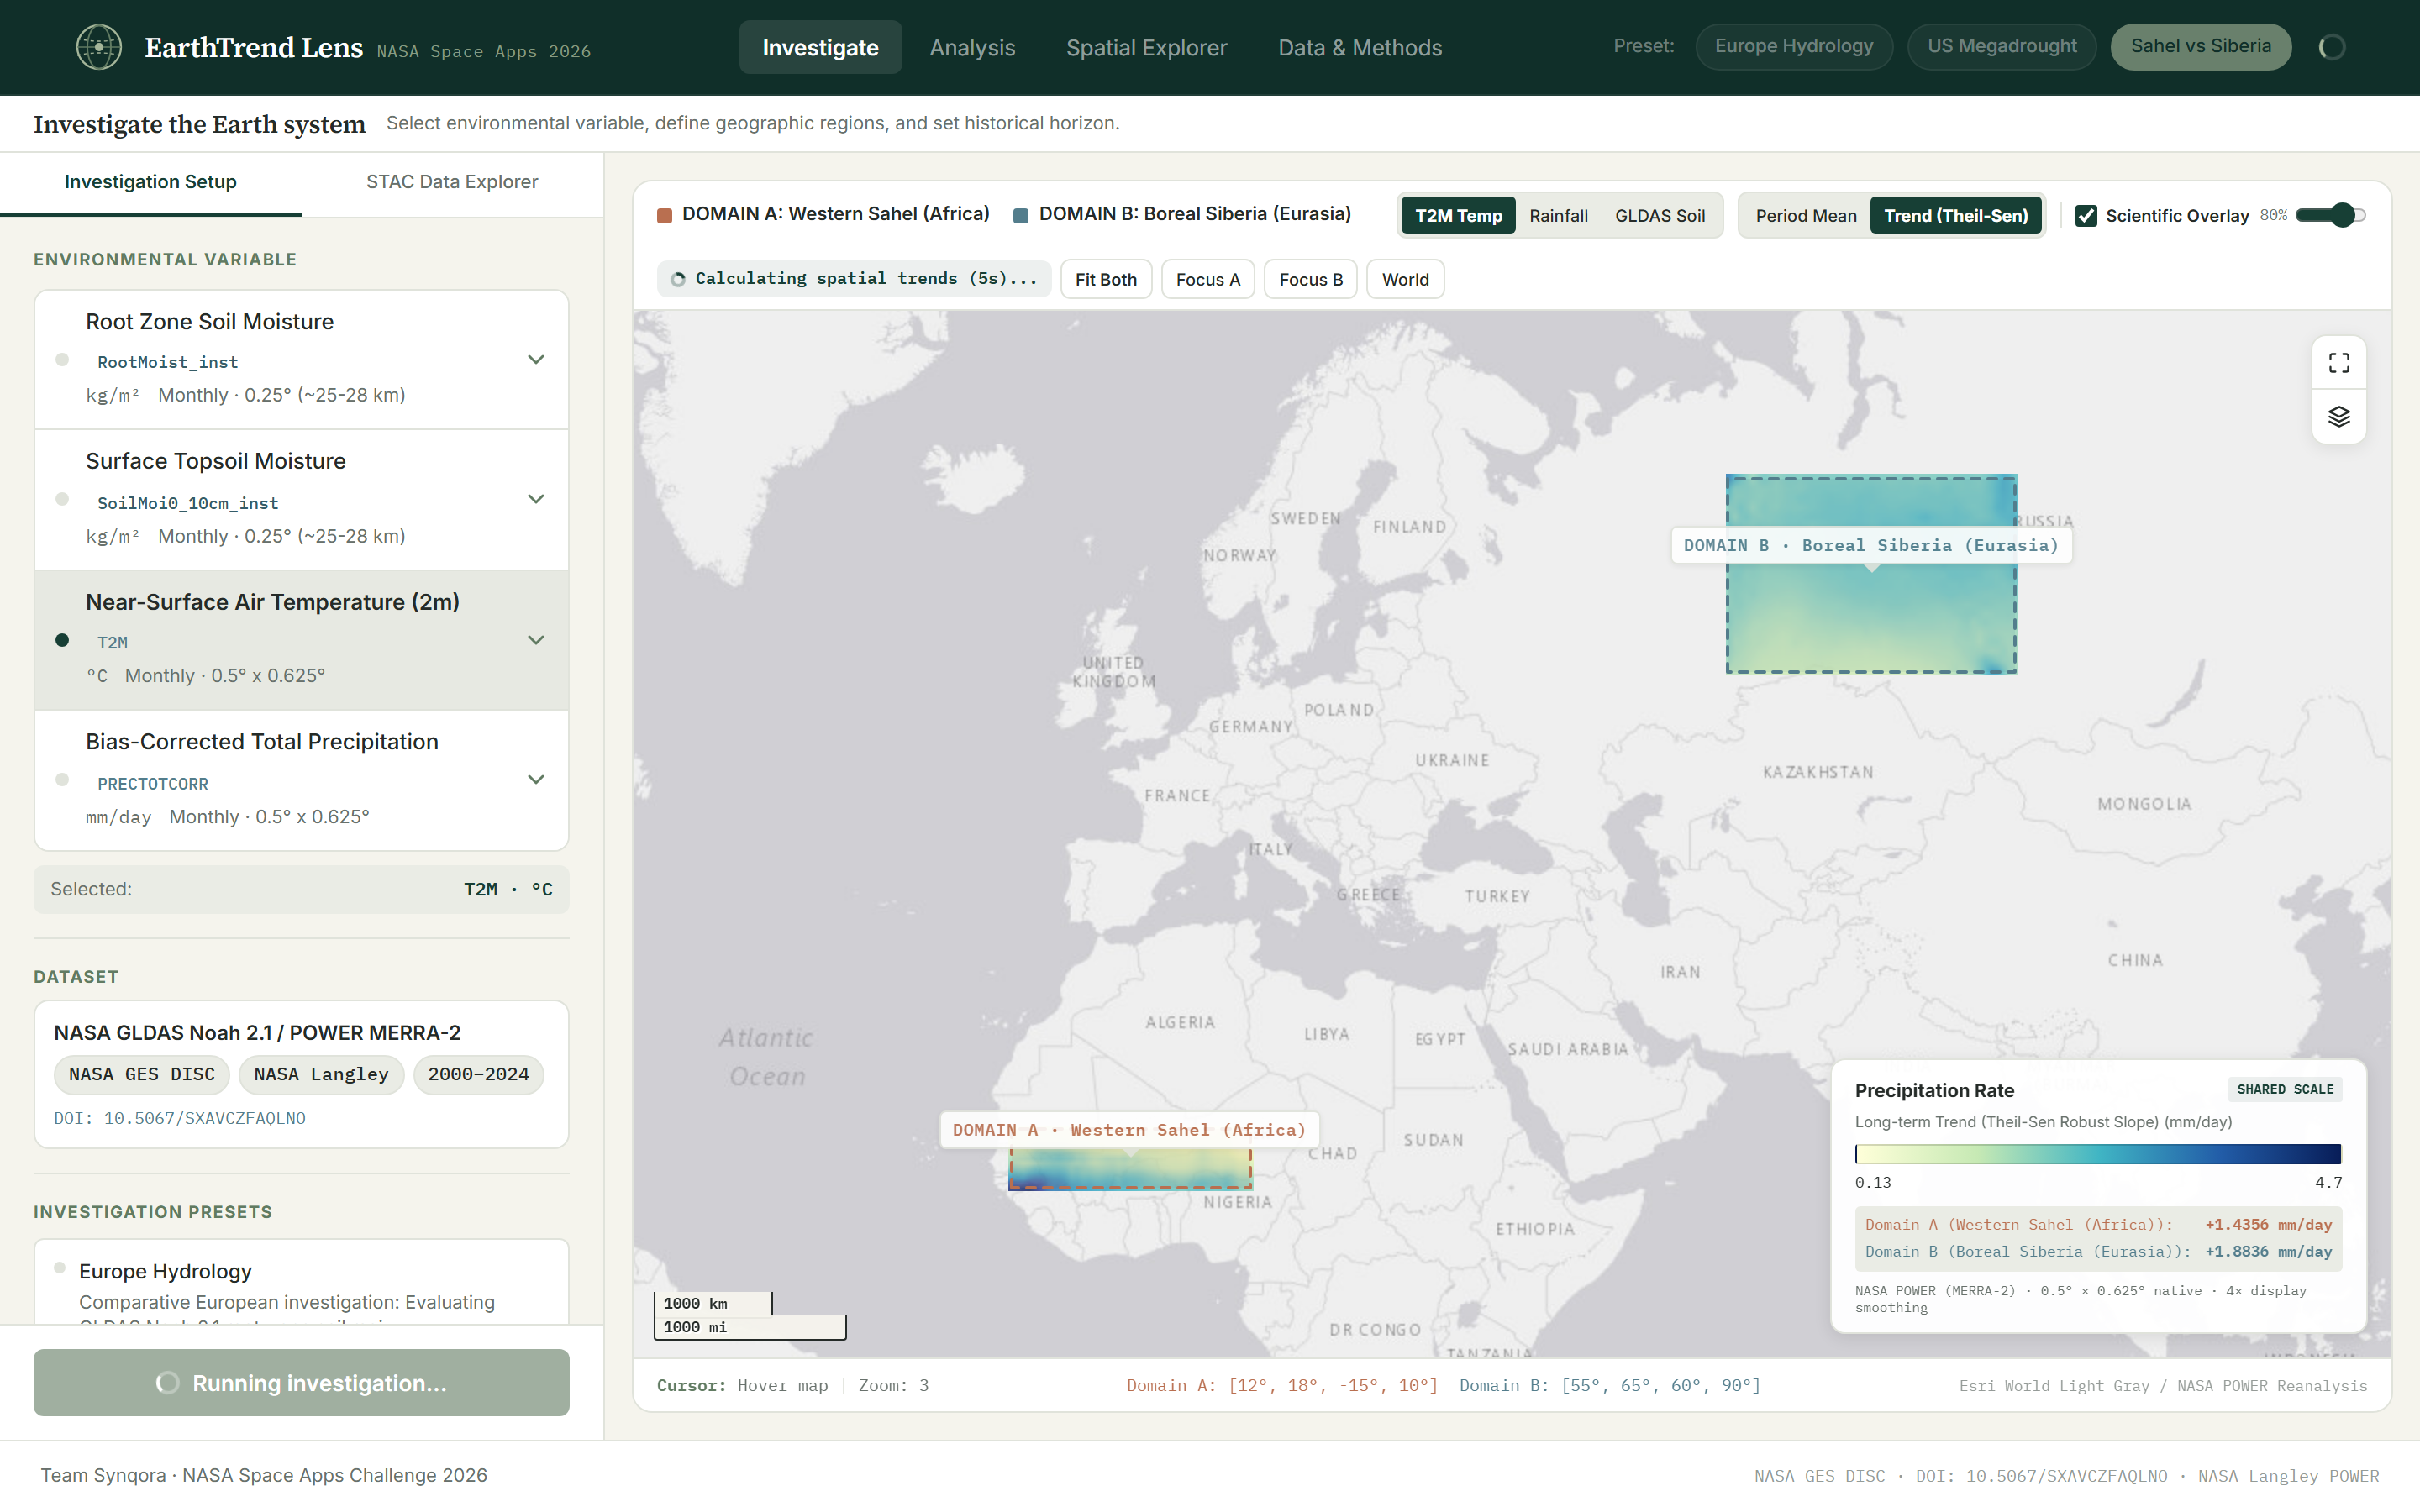 EarthTrend Lens NASA Space Apps 2026
Investigate Analysis Spatial Explorer Data & Methods
Preset: Europe Hydrology US Megadrought Sahel vs Siberia
Investigate the Earth system Select environmental variable, define geographic regions, and set historical horizon.
Investigation Setup STAC Data Explorer
ENVIRONMENTAL VARIABLE
Root Zone Soil Moisture
RootMoist_inst
kg/m² Monthly · 0.25° (~25-28 km)
Surface Topsoil Moisture
SoilMoi0_10cm_inst
kg/m² Monthly · 0.25° (~25-28 km)
Near-Surface Air Temperature (2m)
T2M
°C Monthly · 0.5° x 0.625°
Bias-Corrected Total Precipitation
PRECTOTCORR
mm/day Monthly · 0.5° x 0.625°
Selected: T2M · °C
DATASET
NASA GLDAS Noah 2.1 / POWER MERRA-2
NASA GES DISC NASA Langley 2000–2024
DOI: 10.5067/SXAVCZFAQLNO
INVESTIGATION PRESETS
Europe Hydrology
Comparative European investigation: Evaluating
Running investigation...
DOMAIN A: Western Sahel (Africa) DOMAIN B: Boreal Siberia (Eurasia)
T2M Temp Rainfall GLDAS Soil
Period Mean Trend (Theil-Sen)
Scientific Overlay 80%
Calculating spatial trends (5s)...
Fit Both Focus A Focus B World
SWEDEN
FINLAND
RUSSIA
DOMAIN B · Boreal Siberia (Eurasia)
NORWAY
UNITED
KINGDOM
POLAND
GERMANY
UKRAINE
KAZAKHSTAN
FRANCE
MONGOLIA
ITALY
GREECE
TURKEY
CHINA
IRAN
ALGERIA
LIBYA
EGYPT
SAUDI ARABIA
Atlantic
Ocean
DOMAIN A · Western Sahel (Africa)
SUDAN
CHAD
NIGERIA
ETHIOPIA
DR CONGO
TANZANIA
1000 km
1000 mi
Precipitation Rate SHARED SCALE
Long-term Trend (Theil-Sen Robust Slope) (mm/day)
0.13 4.7
Domain A (Western Sahel (Africa)): +1.4356 mm/day
Domain B (Boreal Siberia (Eurasia)): +1.8836 mm/day
NASA POWER (MERRA-2) · 0.5° × 0.625° native · 4× display
smoothing
Cursor: Hover map Zoom: 3
Domain A: [12°, 18°, -15°, 10°] Domain B: [55°, 65°, 60°, 90°]
Esri World Light Gray / NASA POWER Reanalysis
Team Synqora · NASA Space Apps Challenge 2026
NASA GES DISC · DOI: 10.5067/SXAVCZFAQLNO · NASA Langley POWER